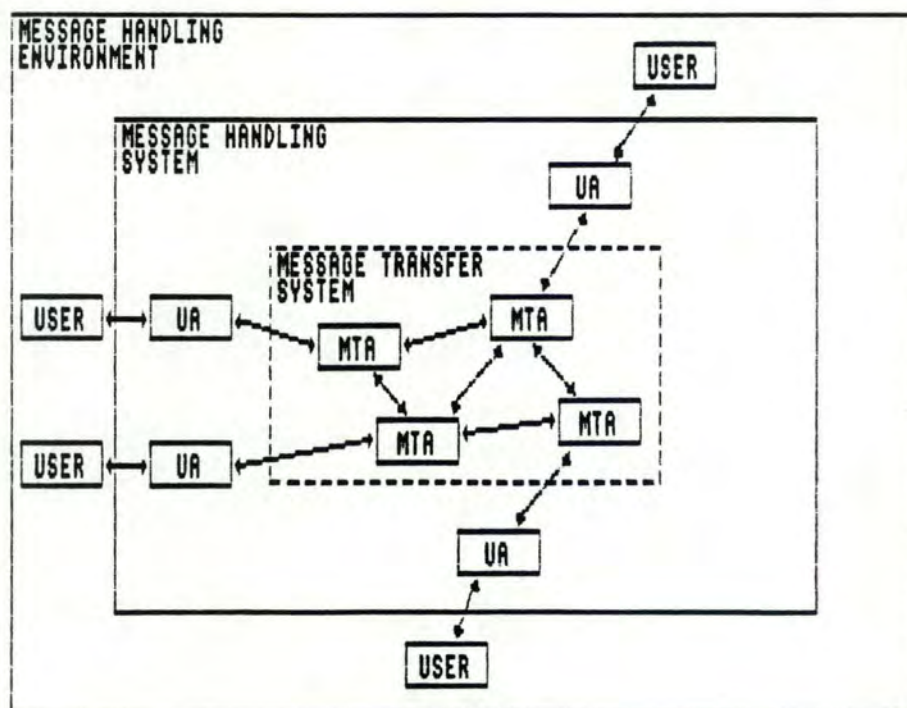 MESSAGE HANDLING
ENVIRONMENT
USER
MESSAGE HANDLING
SYSTEM
UA
MESSAGE TRANSFER
SYSTEM
USER
UA
MTA
MTA
USER
UA
MTA
MTA
UA
USER